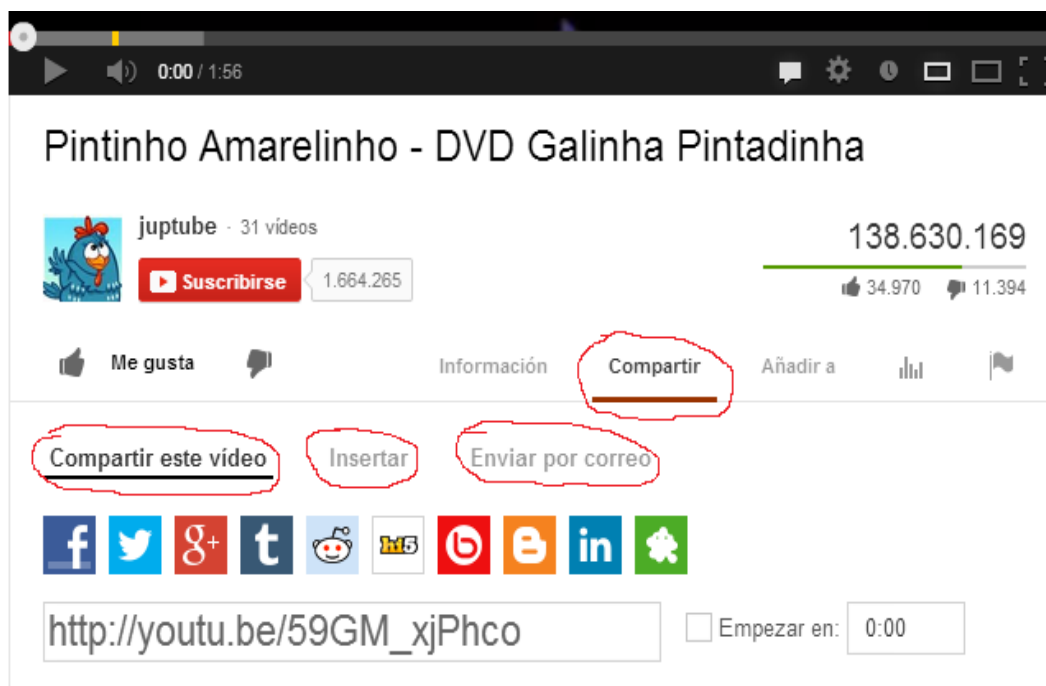 0:00 / 1:56
Pintinho Amarelinho - DVD Galinha Pintadinha
juptube · 31 vídeos
138.630.169
Suscribirse 1.664.265
34.970 11.394
Me gusta Información Compartir Añadir a
Compartir este vídeo Insertar Enviar por correo
f g+ t hi5 b B in
http://youtu.be/59GM_xjPhco Empezar en: 0:00